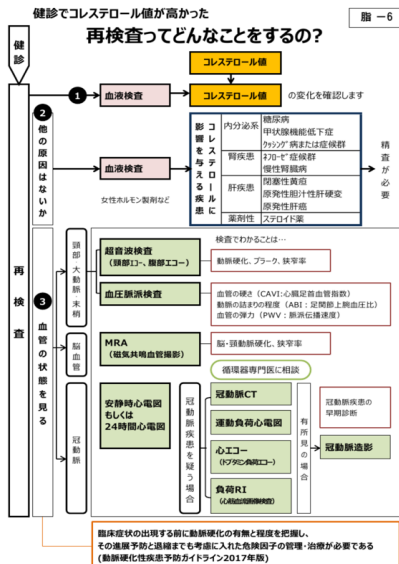 健診でコレステロール値が高かった
脂 －6
再検査ってどんなことをするの?
健診
再検査
1
血液検査
コレステロール値
コレステロール値
の変化を確認します
2
他の原因はないか
血液検査
女性ホルモン製剤など
コレステロールに影響を与える疾患
内分泌系
糖尿病
甲状腺機能低下症
クッシング病または症候群
腎疾患
ネフローゼ症候群
慢性腎臓病
肝疾患
閉塞性黄疸
原発性胆汁性肝硬変
原発性肝癌
薬剤性
ステロイド薬
精査が必要
3
血管の状態を見る
頸部 大動脈 末梢
超音波検査
(頸部エコー、腹部エコー)
検査でわかることは…
動脈硬化、プラーク、狭窄率
血圧脈波検査
血管の硬さ（CAVI:心臓足首血管指数）
動脈の詰まりの程度（ABI：足関節上腕血圧比）
血管の弾力（PWV：脈波伝播速度）
脳血管
MRA
(磁気共鳴血管撮影)
脳・頸動脈硬化、狭窄率
循環器専門医に相談
冠動脈
安静時心電図
もしくは
24時間心電図
冠動脈疾患を疑う場合
冠動脈CT
運動負荷心電図
心エコー
(ドブタミン負荷エコー)
負荷RI
(心筋血流画像検査)
有所見の場合
冠動脈疾患の
早期診断
冠動脈造影
臨床症状の出現する前に動脈硬化の有無と程度を把握し、
その進展予防と退縮までも考慮に入れた危険因子の管理・治療が必要である
(動脈硬化性疾患予防ガイドライン2017年版)